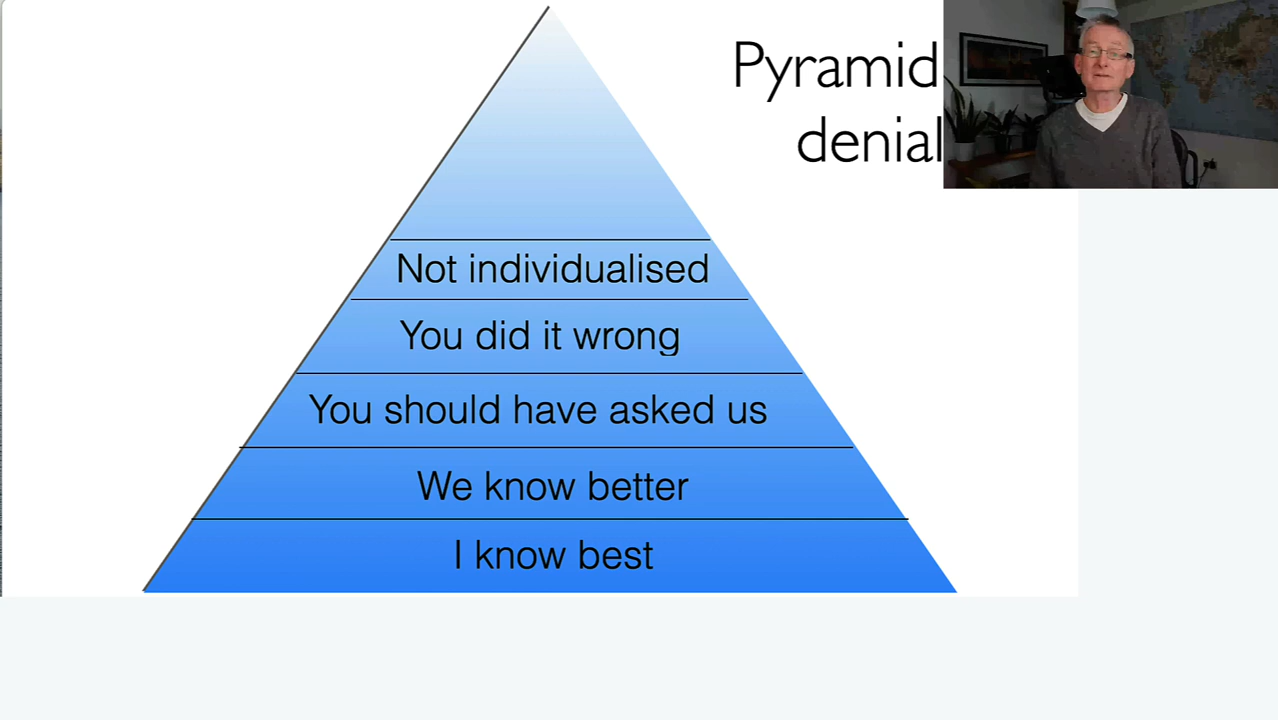 Pyramid
denial
Not individualised
You did it wrong
You should have asked us
We know better
I know best